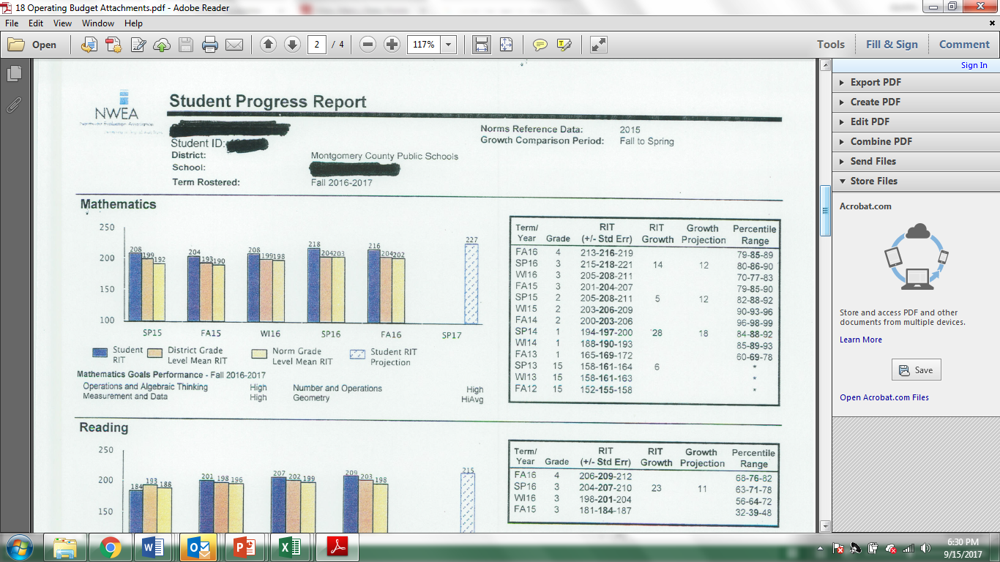 18 Operating Budget Attachments.pdf - Adobe Reader
File Edit View Window Help
Open 2 / 4 117% Tools Fill & Sign Comment
Sign In
Export PDF
Create PDF
Edit PDF
Combine PDF
Send Files
Store Files
Acrobat.com
Store and access PDF and other
documents from multiple devices.
Learn More
Save
Open Acrobat.com Files
NWEA
Student Progress Report
Student ID:
District: Montgomery County Public Schools
School:
Term Rostered: Fall 2016-2017
Norms Reference Data: 2015
Growth Comparison Period: Fall to Spring
Mathematics
250
200
150
100
208 199 192
204 193 190
208 199 198
218 204 203
216 204 202
227
SP15 FA15 WI16 SP16 FA16 SP17
Student RIT
District Grade Level Mean RIT
Norm Grade Level Mean RIT
Student RIT Projection
Mathematics Goals Performance - Fall 2016-2017
Operations and Algebraic Thinking High Number and Operations High
Measurement and Data High Geometry HiAvg
Term/ RIT RIT Growth Percentile
Year Grade (+/- Std Err) Growth Projection Range
FA16 4 213-216-219 79-85-89
SP16 3 215-218-221 14 12 80-86-90
WI16 3 205-208-211 70-77-83
FA15 3 201-204-207 79-85-90
SP15 2 205-208-211 5 12 82-88-92
WI15 2 203-206-209 90-93-96
FA14 2 200-203-206 96-98-99
SP14 1 194-197-200 28 18 84-88-92
WI14 1 188-190-193 85-89-93
FA13 1 165-169-172 60-69-78
SP13 15 158-161-164 6 *
WI13 15 158-161-163 *
FA12 15 152-155-158 *
Reading
250
200
150
184 193 188
201 198 196
207 202 199
209 203 198
215
Term/ RIT RIT Growth Percentile
Year Grade (+/- Std Err) Growth Projection Range
FA16 4 206-209-212 68-76-82
SP16 3 204-207-210 23 11 63-71-78
WI16 3 198-201-204 56-64-72
FA15 3 181-184-187 32-39-48
6:30 PM
9/15/2017